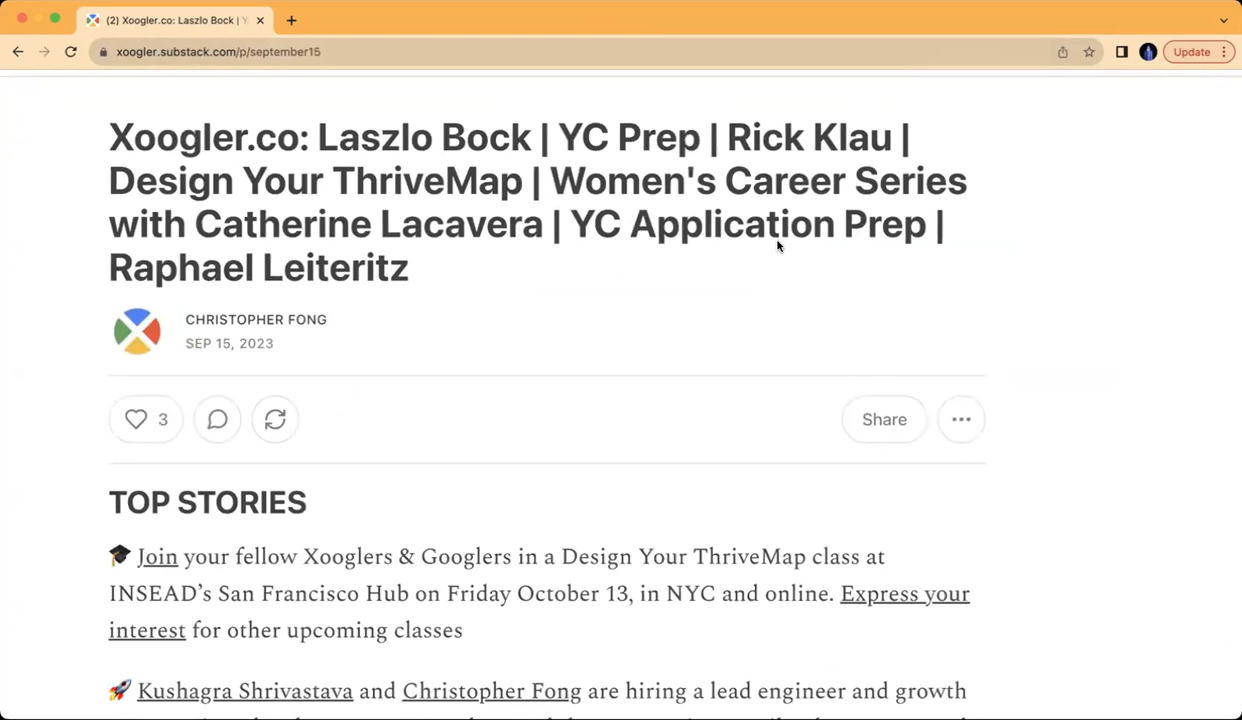 (2) Xoogler.co: Laszlo Bock | Y
xoogler.substack.com/p/september15
Update
Xoogler.co: Laszlo Bock | YC Prep | Rick Klau |
Design Your ThriveMap | Women's Career Series
with Catherine Lacavera | YC Application Prep |
Raphael Leiteritz
CHRISTOPHER FONG
SEP 15, 2023
3
Share
TOP STORIES
🎓 Join your fellow Xooglers & Googlers in a Design Your ThriveMap class at
INSEAD’s San Francisco Hub on Friday October 13, in NYC and online. Express your
interest for other upcoming classes
🚀 Kushagra Shrivastava and Christopher Fong are hiring a lead engineer and growth